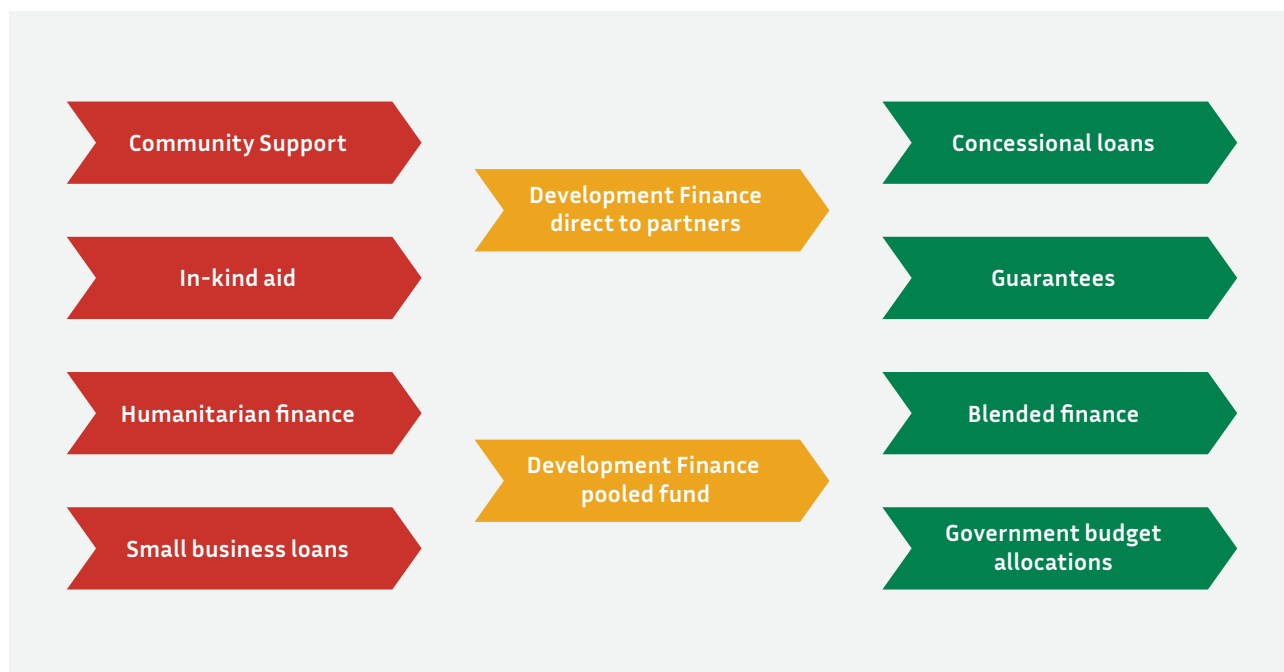 Community Support
In-kind aid
Humanitarian finance
Small business loans
Development Finance
direct to partners
Development Finance
pooled fund
Concessional loans
Guarantees
Blended finance
Government budget
allocations